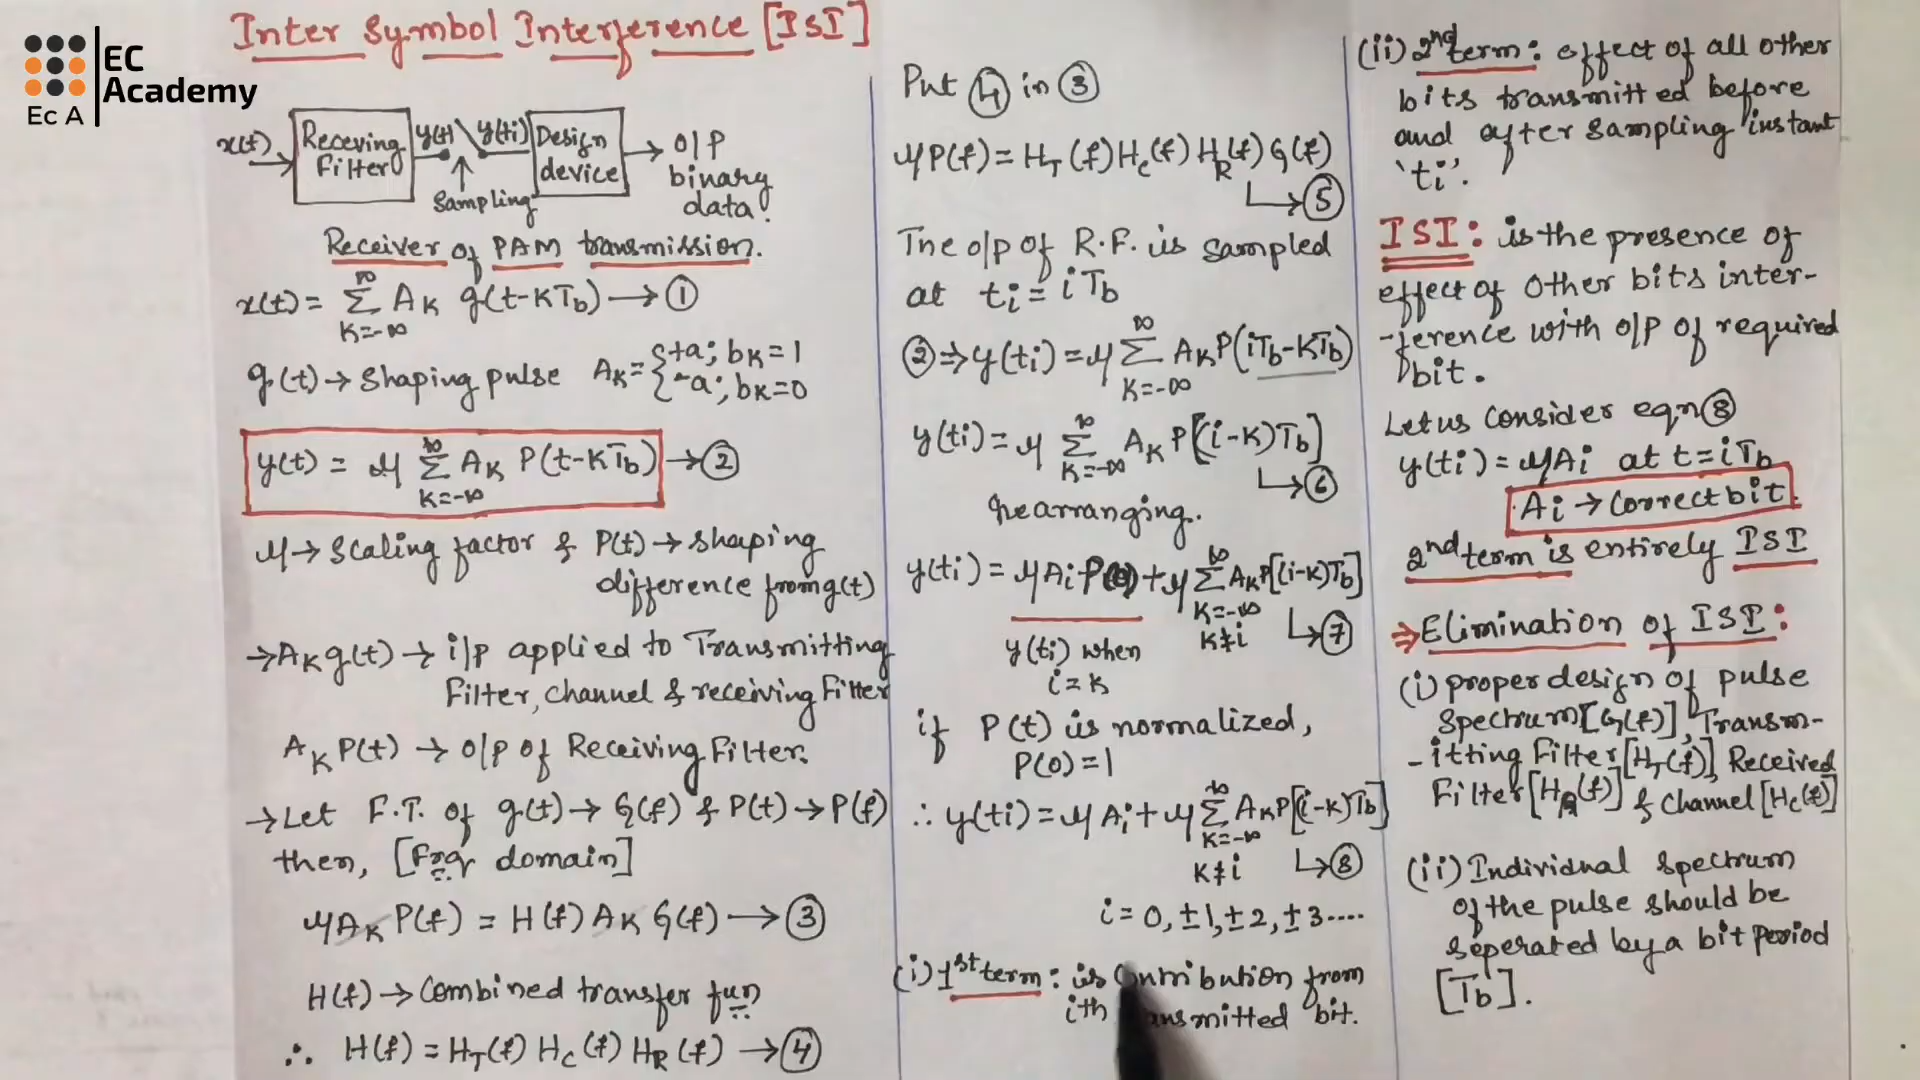 EC
Academy
Ec A
Inter Symbol Interference [ISI]
x(t)
Receving
Filter
y(t)
y(ti)
Sampling
Design
device
O/P
binary
data.
Receiver of PAM transmission.
x(t) = ∑ AK g(t-KTb) → ①
∞
K=-∞
g(t) → Shaping pulse AK = { +a; bK=1
-a; bK=0
y(t) = μ ∑ AK P(t-KTb) → ②
∞
K=-∞
μ → Scaling factor & P(t) → shaping
difference from g(t)
→ AK g(t) → i/p applied to Transmitting
Filter, channel & receiving Filter
AK P(t) → O/P of Receiving Filter.
→ Let F.T. of g(t) → G(f) & P(t) → P(f)
then, [Frq domain]
μAK P(f) = H(f) AK G(f) → ③
H(f) → Combined transfer fun
∴ H(f) = HT(f) HC(f) HR(f) → ④
Put ④ in ③
μP(f) = HT(f) HC(f) HR(f) G(f)
↳ ⑤
The o/p of R.F. is sampled
at ti = iTb
② ⇒ y(ti) = μ ∑ AK P(iTb-KTb)
∞
K=-∞
y(ti) = μ ∑ AK P[(i-K)Tb]
∞
K=-∞
↳ ⑥
Rearranging.
y(ti) = μAi P(0) + μ ∑ AK P[(i-K)Tb]
∞
K=-∞
K≠i
↳ ⑦
y(ti) when
i = K
if P(t) is normalized,
P(0) = 1
∴ y(ti) = μAi + μ ∑ AK P[(i-K)Tb]
∞
K=-∞
K≠i
↳ ⑧
i = 0, ±1, ±2, ±3....
(i) 1st term : is contribution from
ith transmitted bit.
(ii) 2nd term : effect of all other
bits transmitted before
and after sampling instant
'ti'.
ISI : is the presence of
effect of other bits inter-
-ference with o/p of required
bit.
Let us consider eqn ⑧
y(ti) = μAi at t = iTb
Ai → Correct bit.
2nd term is entirely ISI
⇒ Elimination of ISI :
(i) proper design of pulse
spectrum [G(f)], Transm-
-itting Filter [HT(f)], Received
Filter [HR(f)] & Channel [HC(f)]
(ii) Individual spectrum
of the pulse should be
seperated by a bit period
[Tb].